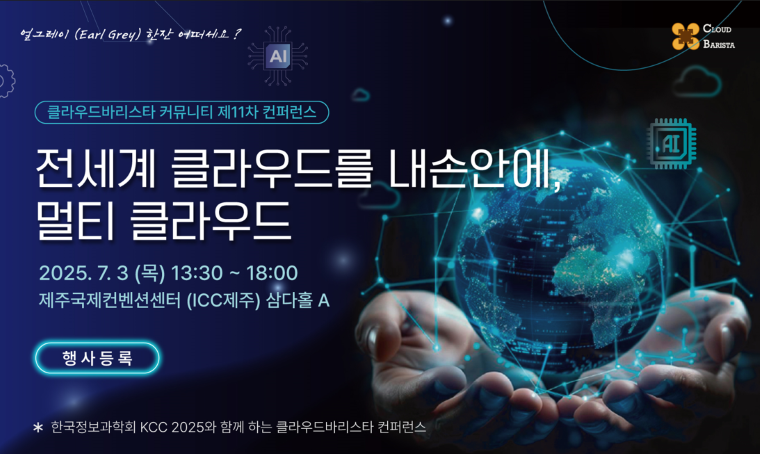 얼그레이 (Earl Grey) 한잔 어떠세요?
CLOUD
BARISTA
AI
클라우드바리스타 커뮤니티 제11차 컨퍼런스
AI
전세계 클라우드를 내손안에,
멀티 클라우드
2025. 7. 3 (목) 13:30 ~ 18:00
제주국제컨벤션센터 (ICC제주) 삼다홀 A
행사등록
* 한국정보과학회 KCC 2025와 함께 하는 클라우드바리스타 컨퍼런스